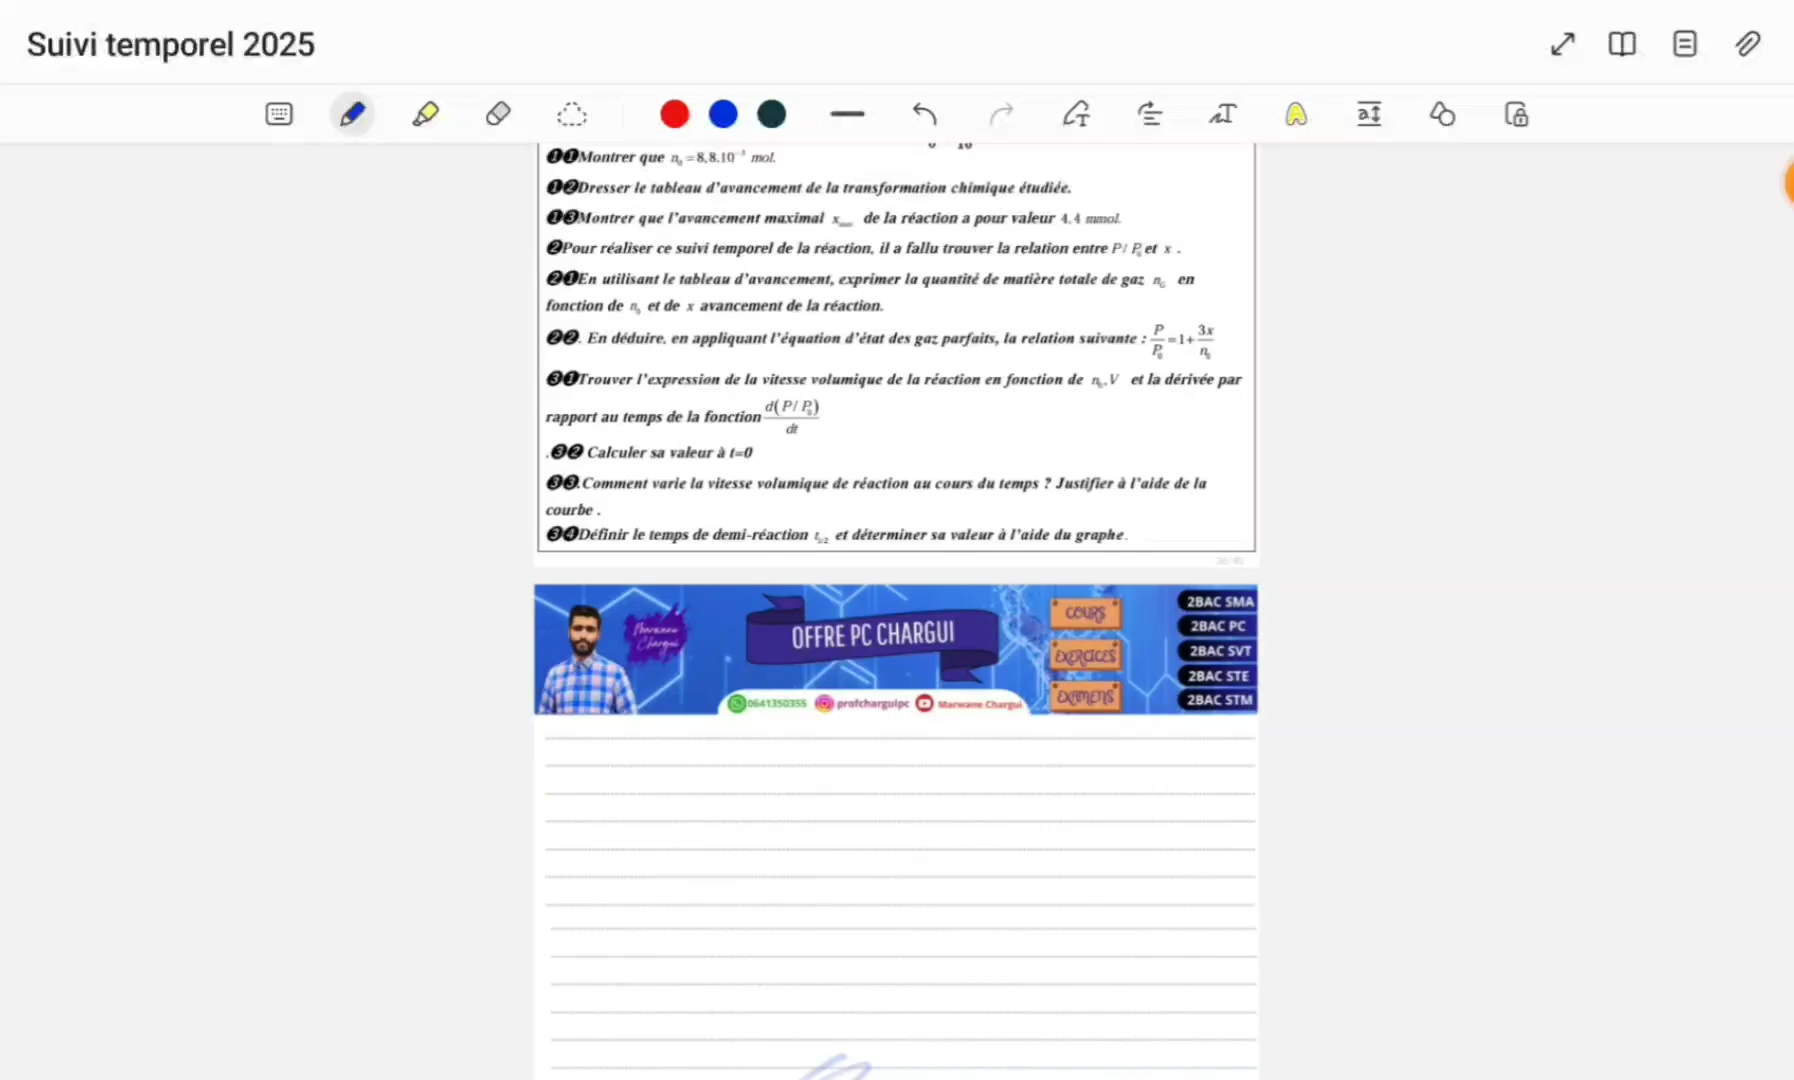 Suivi temporel 2025
❶❶Montrer que n₀ =8,8.10⁻³ mol.
❶❷Dresser le tableau d'avancement de la transformation chimique étudiée.
❶❸Montrer que l'avancement maximal x de la réaction a pour valeur 4,4 mmol.
❷Pour réaliser ce suivi temporel de la réaction, il a fallu trouver la relation entre P/ P₀ et x .
❷❶En utilisant le tableau d'avancement, exprimer la quantité de matière totale de gaz n_G en
fonction de n₀ et de x avancement de la réaction.
❷❷. En déduire, en appliquant l'équation d'état des gaz parfaits, la relation suivante : P/P₀ =1+ 3x/n₀
❸❶Trouver l'expression de la vitesse volumique de la réaction en fonction de n₀,V et la dérivée par
rapport au temps de la fonction d(P/P₀)/dt
.❸❷ Calculer sa valeur à t=0
❸❸.Comment varie la vitesse volumique de réaction au cours du temps ? Justifier à l'aide de la
courbe .
❸❹Définir le temps de demi-réaction t₁/₂ et déterminer sa valeur à l'aide du graphe.
Marwane
Chargui
OFFRE PC CHARGUI
0641350355 profcharguipc Marwane Chargui
COURS
EXERCICES
EXAMENS
2BAC SMA
2BAC PC
2BAC SVT
2BAC STE
2BAC STM